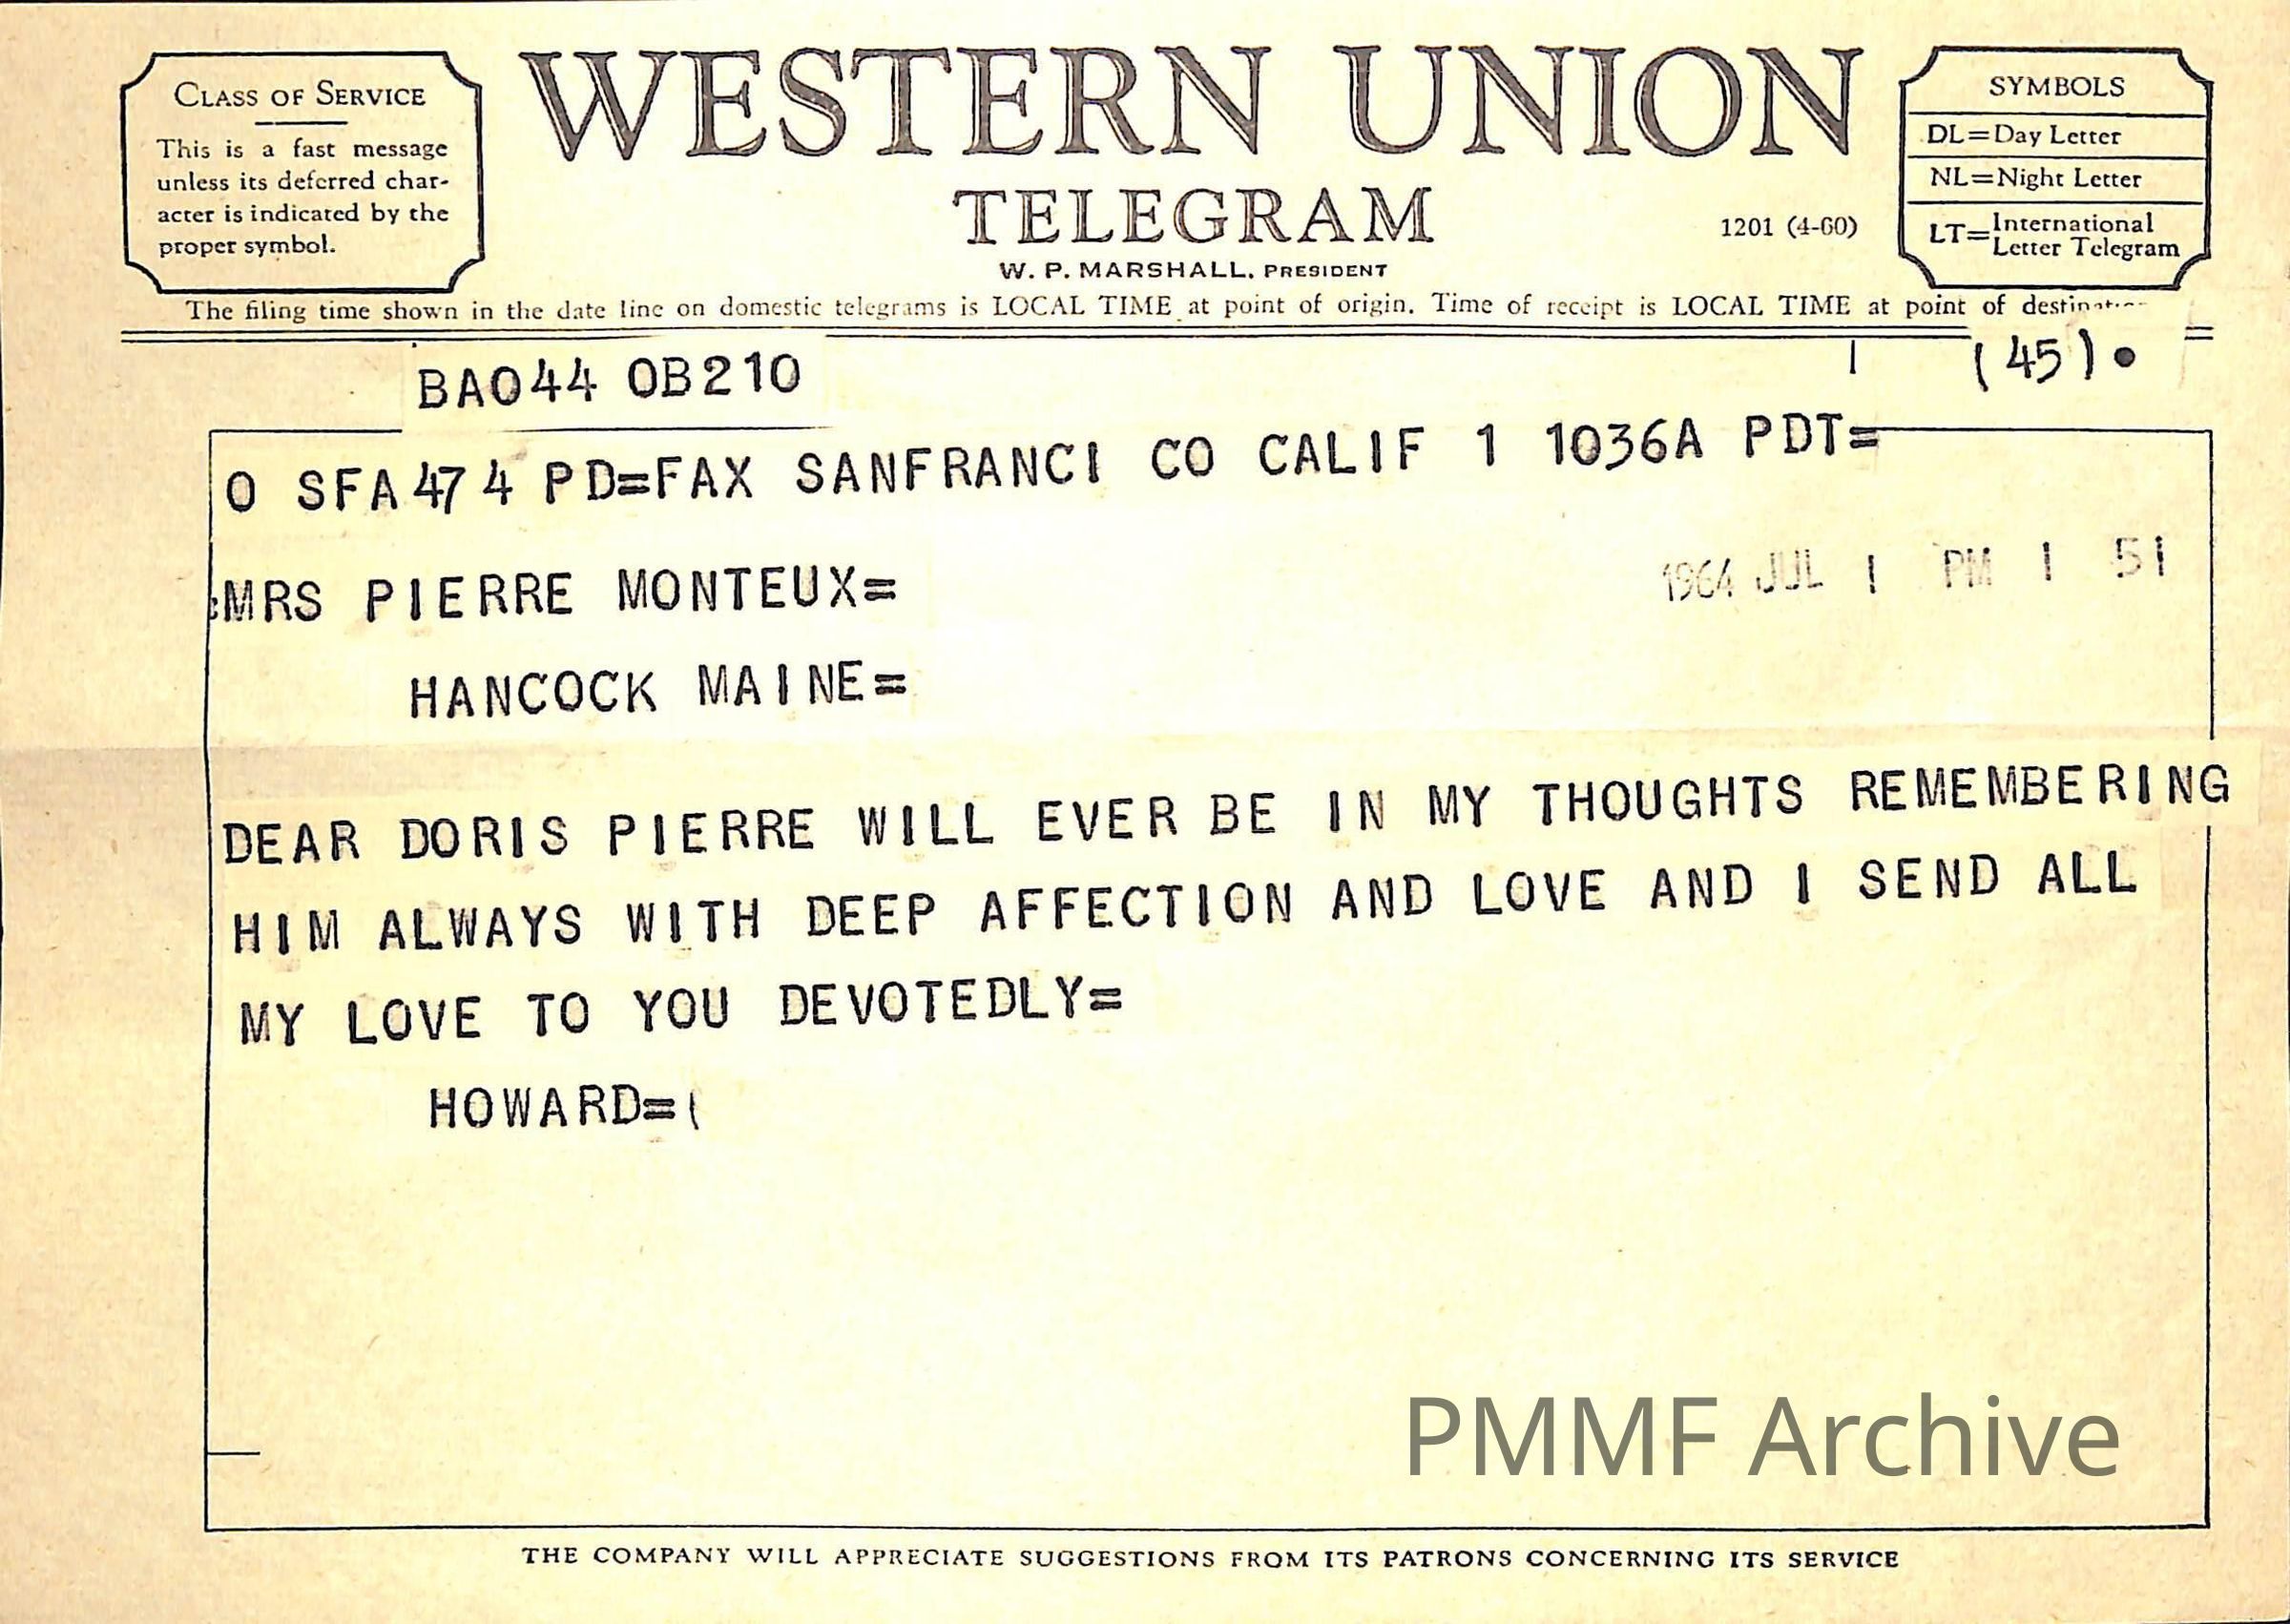 CLASS OF SERVICE
This is a fast message
unless its deferred char-
acter is indicated by the
proper symbol.
WESTERN UNION
TELEGRAM
W. P. MARSHALL, PRESIDENT
1201 (4-60)
SYMBOLS
DL=Day Letter
NL=Night Letter
LT=International
Letter Telegram
The filing time shown in the date line on domestic telegrams is LOCAL TIME at point of origin. Time of receipt is LOCAL TIME at point of destination
BA044 OB210
(45).
O SFA474 PD=FAX SANFRANCI CO CALIF 1 1036A PDT=
1964 JUL 1 PM 1 51
:MRS PIERRE MONTEUX=
HANCOCK MAINE=
DEAR DORIS PIERRE WILL EVER BE IN MY THOUGHTS REMEMBERING
HIM ALWAYS WITH DEEP AFFECTION AND LOVE AND I SEND ALL
MY LOVE TO YOU DEVOTEDLY=
HOWARD=(
PMMF Archive
THE COMPANY WILL APPRECIATE SUGGESTIONS FROM ITS PATRONS CONCERNING ITS SERVICE